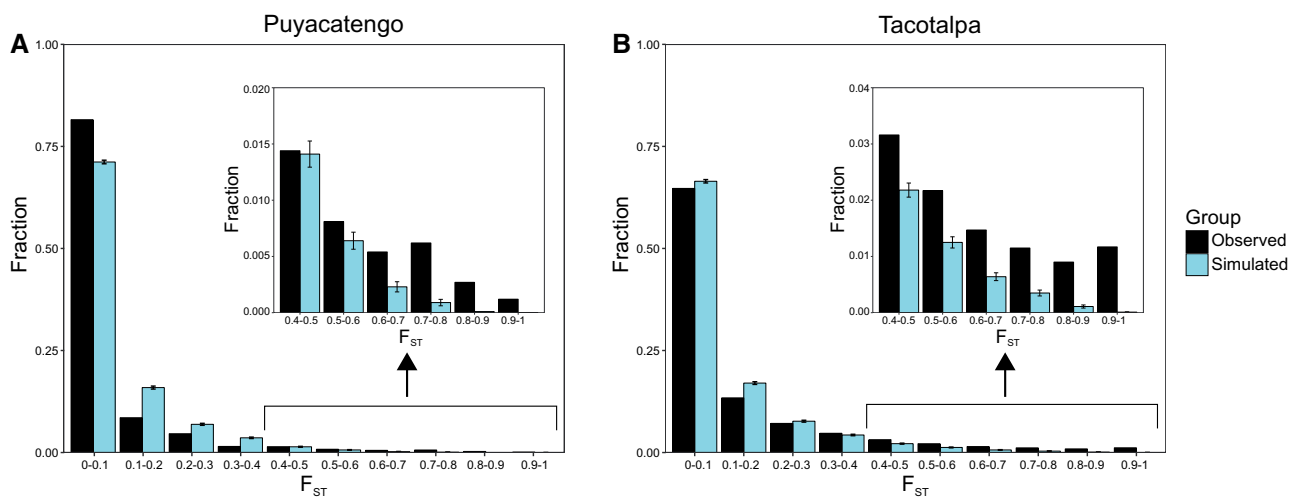 Puyacatengo
A
1.00
0.75
0.50
0.25
0.00
Fraction
0-0.1 0.1-0.2 0.2-0.3 0.3-0.4 0.4-0.5 0.5-0.6 0.6-0.7 0.7-0.8 0.8-0.9 0.9-1
FST
0.020
0.015
0.010
0.005
0.000
Fraction
0.4-0.5 0.5-0.6 0.6-0.7 0.7-0.8 0.8-0.9 0.9-1
FST
Tacotalpa
B
1.00
0.75
0.50
0.25
0.00
Fraction
0-0.1 0.1-0.2 0.2-0.3 0.3-0.4 0.4-0.5 0.5-0.6 0.6-0.7 0.7-0.8 0.8-0.9 0.9-1
FST
0.04
0.03
0.02
0.01
0.00
Fraction
0.4-0.5 0.5-0.6 0.6-0.7 0.7-0.8 0.8-0.9 0.9-1
FST
Group
Observed
Simulated